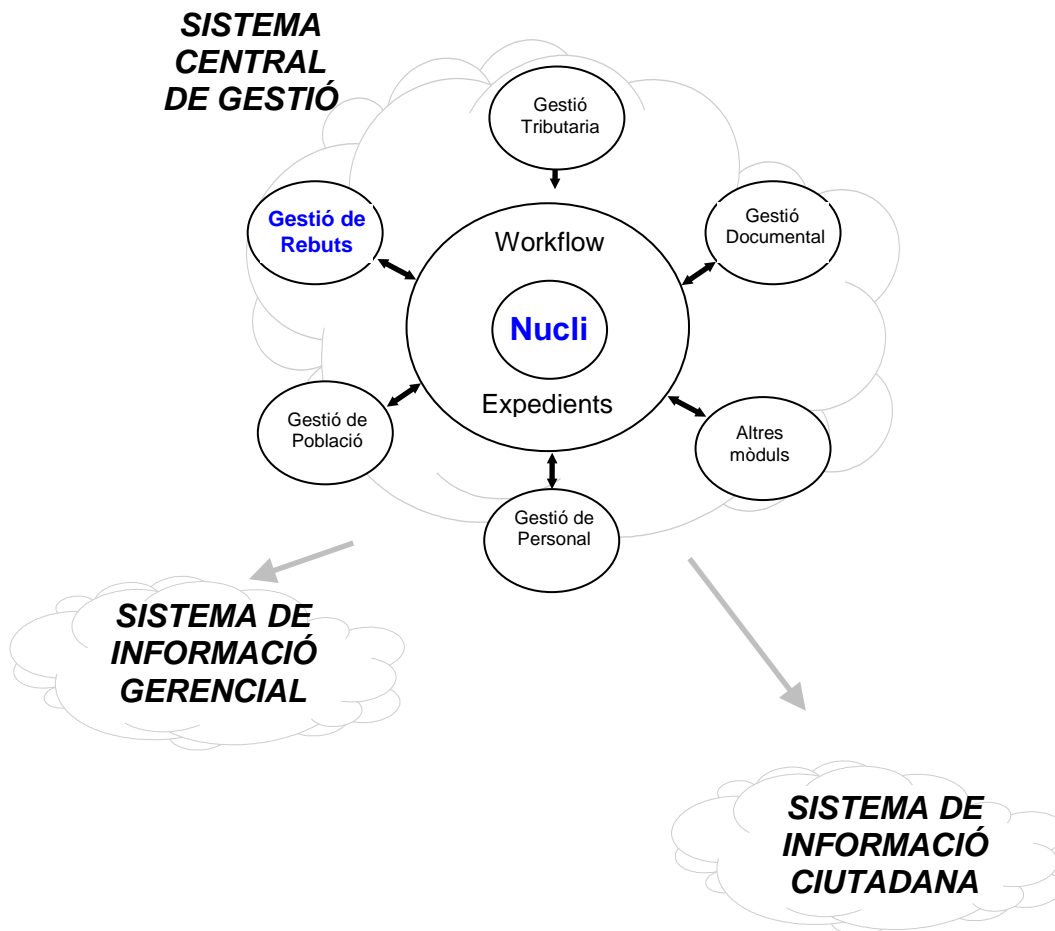 SISTEMA
CENTRAL
DE GESTIÓ
Gestió
Tributaria
Gestió de
Rebuts
Workflow
Gestió
Documental
Nucli
Expedients
Gestió de
Població
Altres
mòduls
Gestió de
Personal
SISTEMA DE
INFORMACIÓ
GERENCIAL
SISTEMA DE
INFORMACIÓ
CIUTADANA